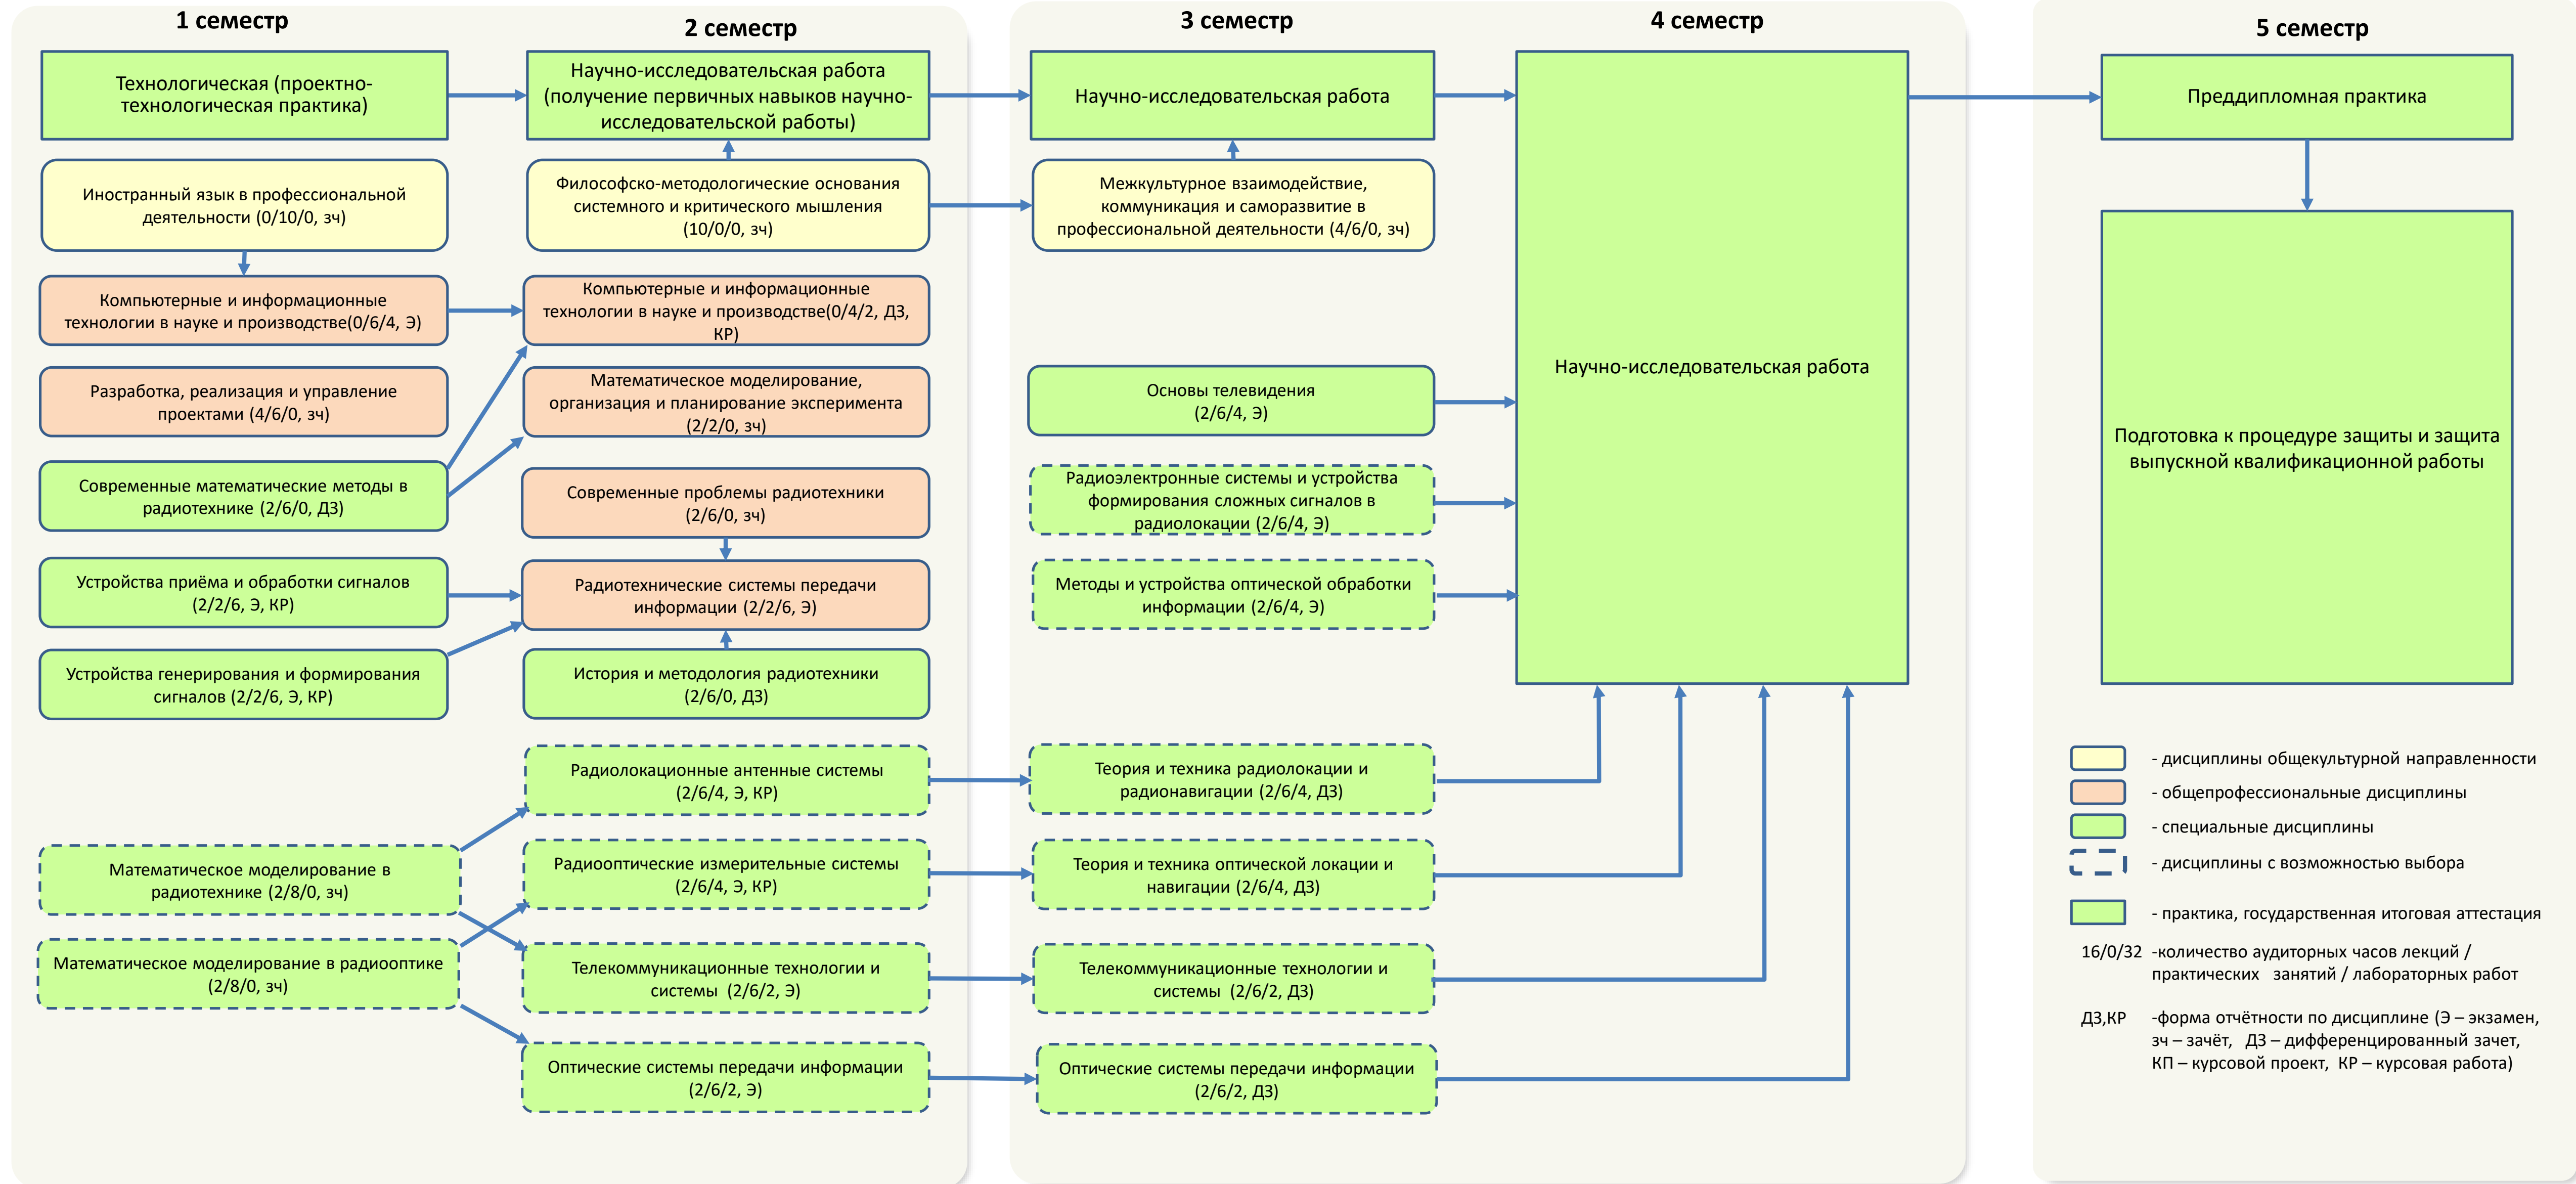 1 семестр
Технологическая (проектно-
технологическая практика)
Иностранный язык в профессиональной
деятельности (0/10/0, зч)
Компьютерные и информационные
технологии в науке и производстве(0/6/4, Э)
Разработка, реализация и управление
проектами (4/6/0, зч)
Современные математические методы в
радиотехнике (2/6/0, ДЗ)
Устройства приёма и обработки сигналов
(2/2/6, Э, КР)
Устройства генерирования и формирования
сигналов (2/2/6, Э, КР)
Математическое моделирование в
радиотехнике (2/8/0, зч)
Математическое моделирование в радиооптике
(2/8/0, зч)
2 семестр
Научно-исследовательская работа
(получение первичных навыков научно-
исследовательской работы)
Философско-методологические основания
системного и критического мышления
(10/0/0, зч)
Компьютерные и информационные
технологии в науке и производстве(0/4/2, ДЗ,
КР)
Математическое моделирование,
организация и планирование эксперимента
(2/2/0, зч)
Современные проблемы радиотехники
(2/6/0, зч)
Радиотехнические системы передачи
информации (2/2/6, Э)
История и методология радиотехники
(2/6/0, ДЗ)
Радиолокационные антенные системы
(2/6/4, Э, КР)
Радиооптические измерительные системы
(2/6/4, Э, КР)
Телекоммуникационные технологии и
системы (2/6/2, Э)
Оптические системы передачи информации
(2/6/2, Э)
3 семестр
Научно-исследовательская работа
Межкультурное взаимодействие,
коммуникация и саморазвитие в
профессиональной деятельности (4/6/0, зч)
Основы телевидения
(2/6/4, Э)
Радиоэлектронные системы и устройства
формирования сложных сигналов в
радиолокации (2/6/4, Э)
Методы и устройства оптической обработки
информации (2/6/4, Э)
Теория и техника радиолокации и
радионавигации (2/6/4, ДЗ)
Теория и техника оптической локации и
навигации (2/6/4, ДЗ)
Телекоммуникационные технологии и
системы (2/6/2, ДЗ)
Оптические системы передачи информации
(2/6/2, ДЗ)
4 семестр
Научно-исследовательская работа
5 семестр
Преддипломная практика
Подготовка к процедуре защиты и защита
выпускной квалификационной работы
- дисциплины общекультурной направленности
- общепрофессиональные дисциплины
- специальные дисциплины
- дисциплины с возможностью выбора
- практика, государственная итоговая аттестация
16/0/32 -количество аудиторных часов лекций /
практических занятий / лабораторных работ
ДЗ,КР -форма отчётности по дисциплине (Э – экзамен,
зч – зачёт, ДЗ – дифференцированный зачет,
КП – курсовой проект, КР – курсовая работа)